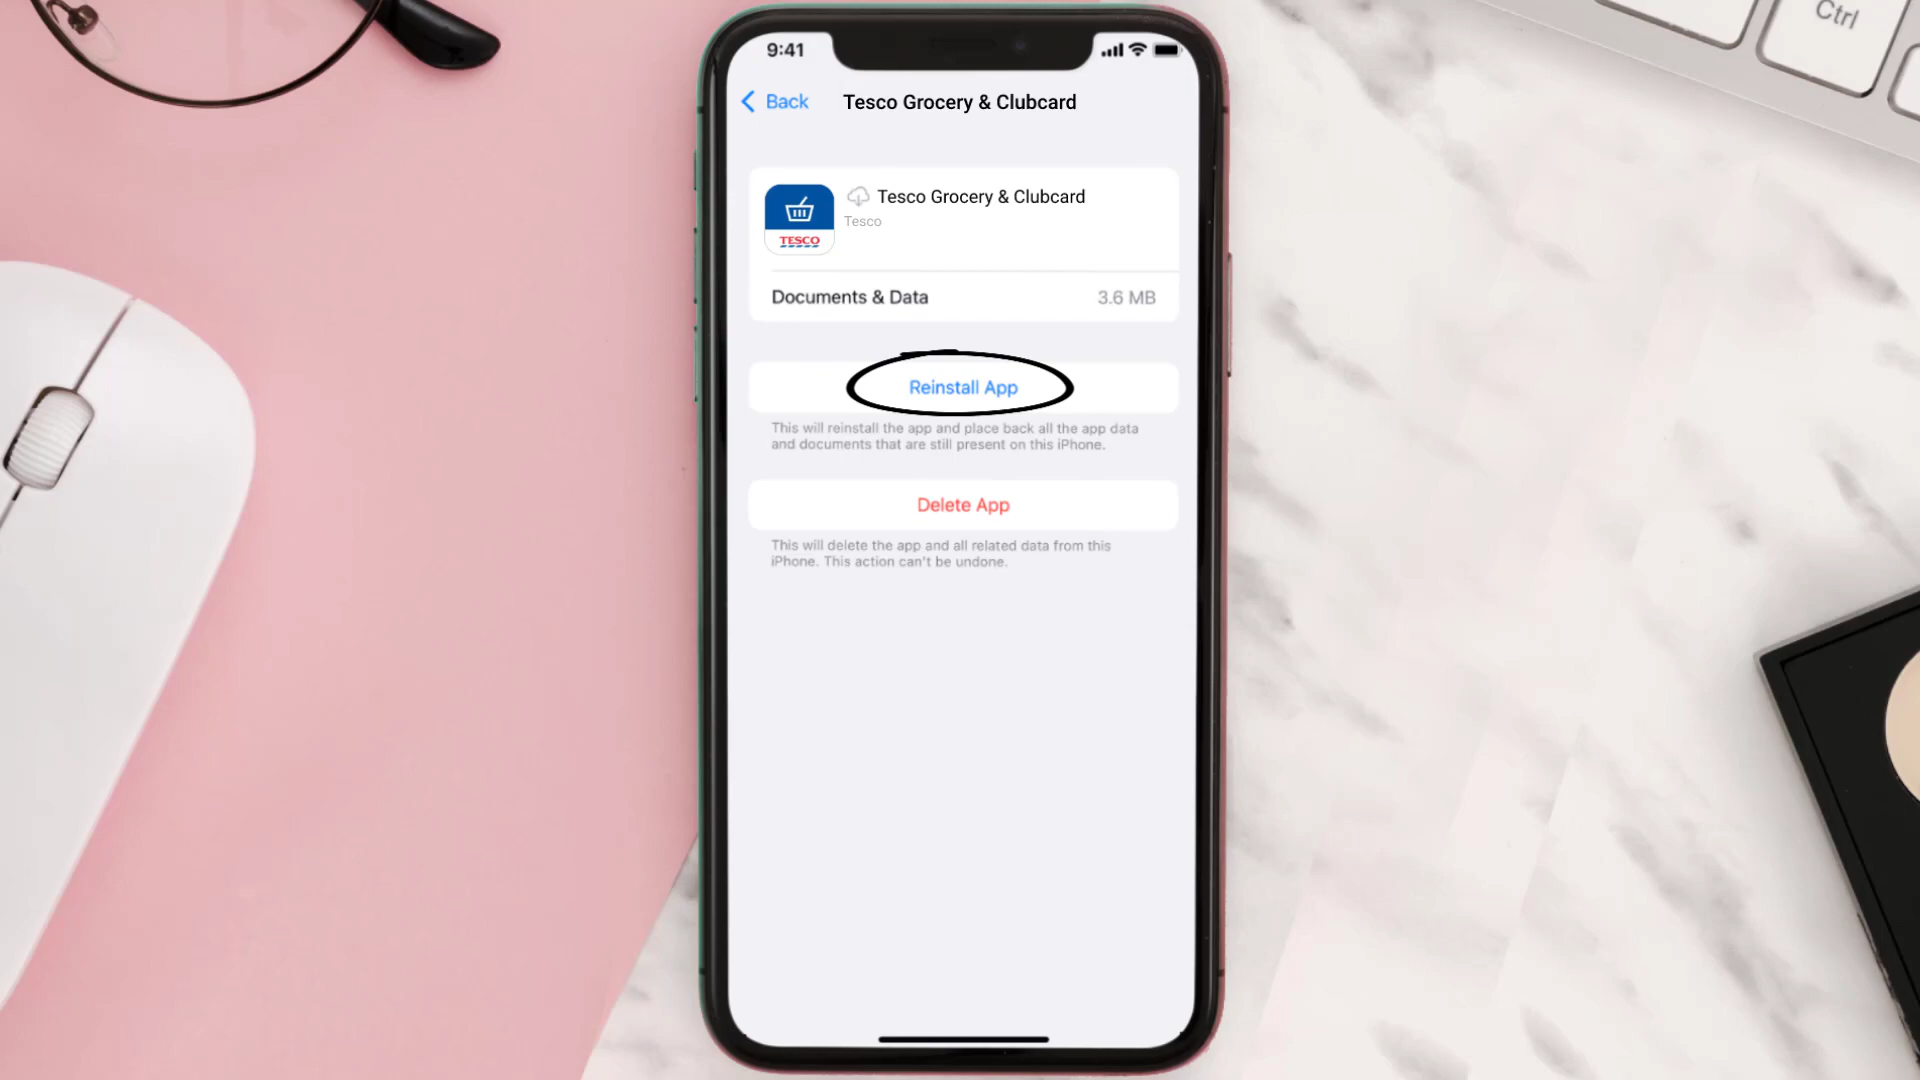 Ctrl
9:41
Back
Tesco Grocery & Clubcard
Tesco Grocery & Clubcard
Tesco
TESCO
Documents & Data 3.6 MB
Reinstall App
This will reinstall the app and place back all the app data
and documents that are still present on this iPhone.
Delete App
This will delete the app and all related data from this
iPhone. This action can't be undone.